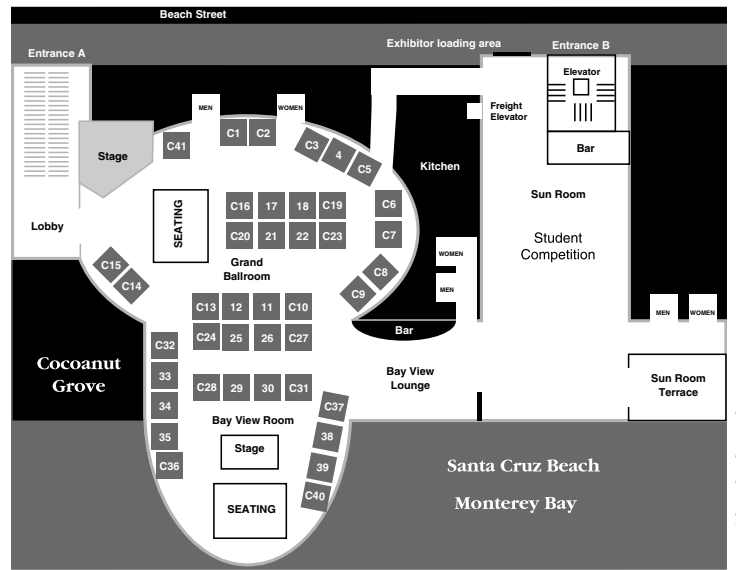 Beach Street
Entrance A
Exhibitor loading area
Entrance B
Elevator
MEN
WOMEN
Freight
Elevator
C1
C2
C41
C3
4
C5
Stage
Bar
Kitchen
Sun Room
C16
17
18
C19
C6
SEATING
Lobby
C20
21
22
C23
C7
Student
Competition
WOMEN
Grand
Ballroom
C15
C14
C8
C9
MEN
C13
12
11
C10
MEN
WOMEN
Bar
C24
25
26
C27
C32
Cocoanut
Grove
33
Bay View
Lounge
Sun Room
Terrace
C28
29
30
C31
34
C37
Bay View Room
35
38
Stage
C36
39
Santa Cruz Beach
C40
SEATING
Monterey Bay